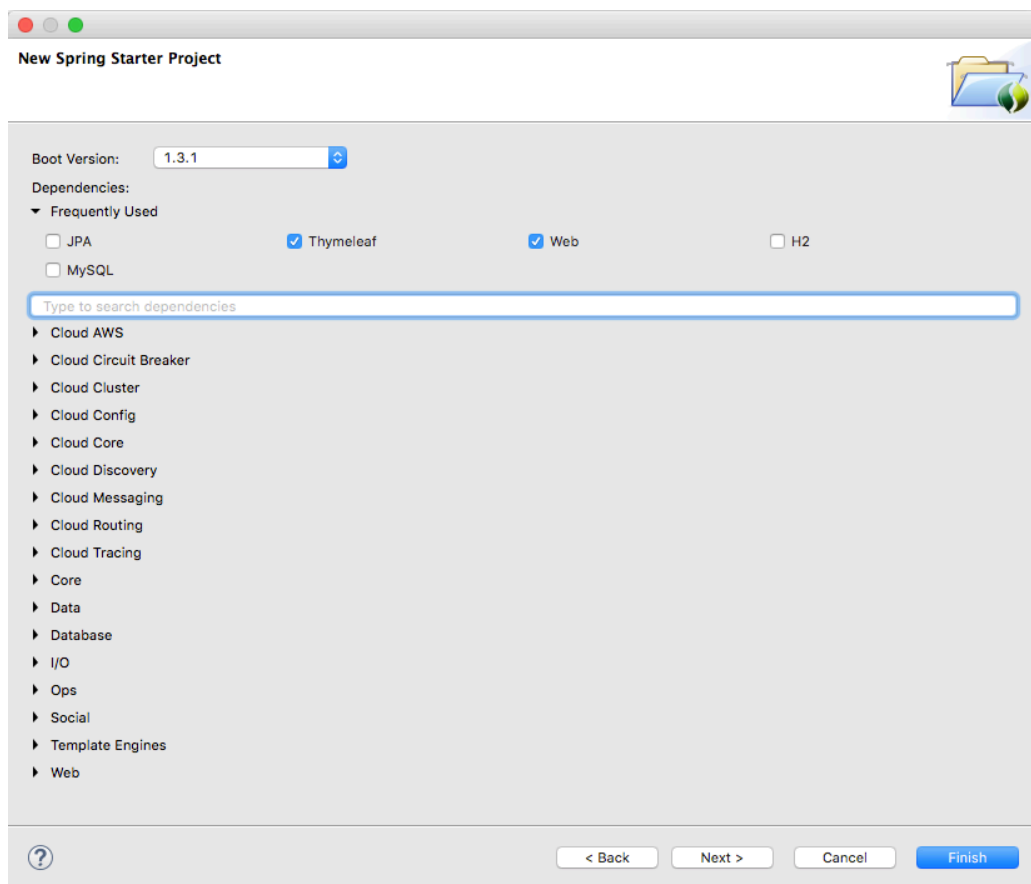 New Spring Starter Project
Boot Version: 1.3.1
Dependencies:
Frequently Used
JPA Thymeleaf Web H2
MySQL
Type to search dependencies
Cloud AWS
Cloud Circuit Breaker
Cloud Cluster
Cloud Config
Cloud Core
Cloud Discovery
Cloud Messaging
Cloud Routing
Cloud Tracing
Core
Data
Database
I/O
Ops
Social
Template Engines
Web
? < Back Next > Cancel Finish